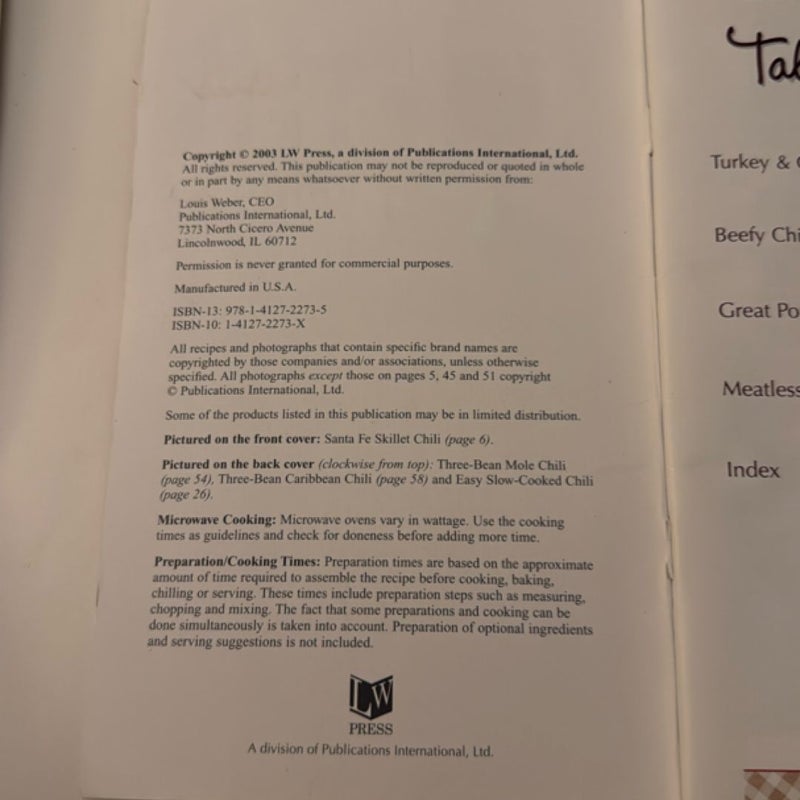 Copyright © 2003 LW Press, a division of Publications International, Ltd.
All rights reserved. This publication may not be reproduced or quoted in whole
or in part by any means whatsoever without written permission from:
Louis Weber, CEO
Publications International, Ltd.
7373 North Cicero Avenue
Lincolnwood, IL 60712
Permission is never granted for commercial purposes.
Manufactured in U.S.A.
ISBN-13: 978-1-4127-2273-5
ISBN-10: 1-4127-2273-X
All recipes and photographs that contain specific brand names are
copyrighted by those companies and/or associations, unless otherwise
specified. All photographs except those on pages 5, 45 and 51 copyright
© Publications International, Ltd.
Some of the products listed in this publication may be in limited distribution.
Pictured on the front cover: Santa Fe Skillet Chili (page 6).
Pictured on the back cover (clockwise from top): Three-Bean Mole Chili
(page 54), Three-Bean Caribbean Chili (page 58) and Easy Slow-Cooked Chili
(page 26).
Microwave Cooking: Microwave ovens vary in wattage. Use the cooking
times as guidelines and check for doneness before adding more time.
Preparation/Cooking Times: Preparation times are based on the approximate
amount of time required to assemble the recipe before cooking, baking,
chilling or serving. These times include preparation steps such as measuring,
chopping and mixing. The fact that some preparations and cooking can be
done simultaneously is taken into account. Preparation of optional ingredients
and serving suggestions is not included.
LW
PRESS
A division of Publications International, Ltd.
Tab
Turkey & C
Beefy Chi
Great Po
Meatless
Index